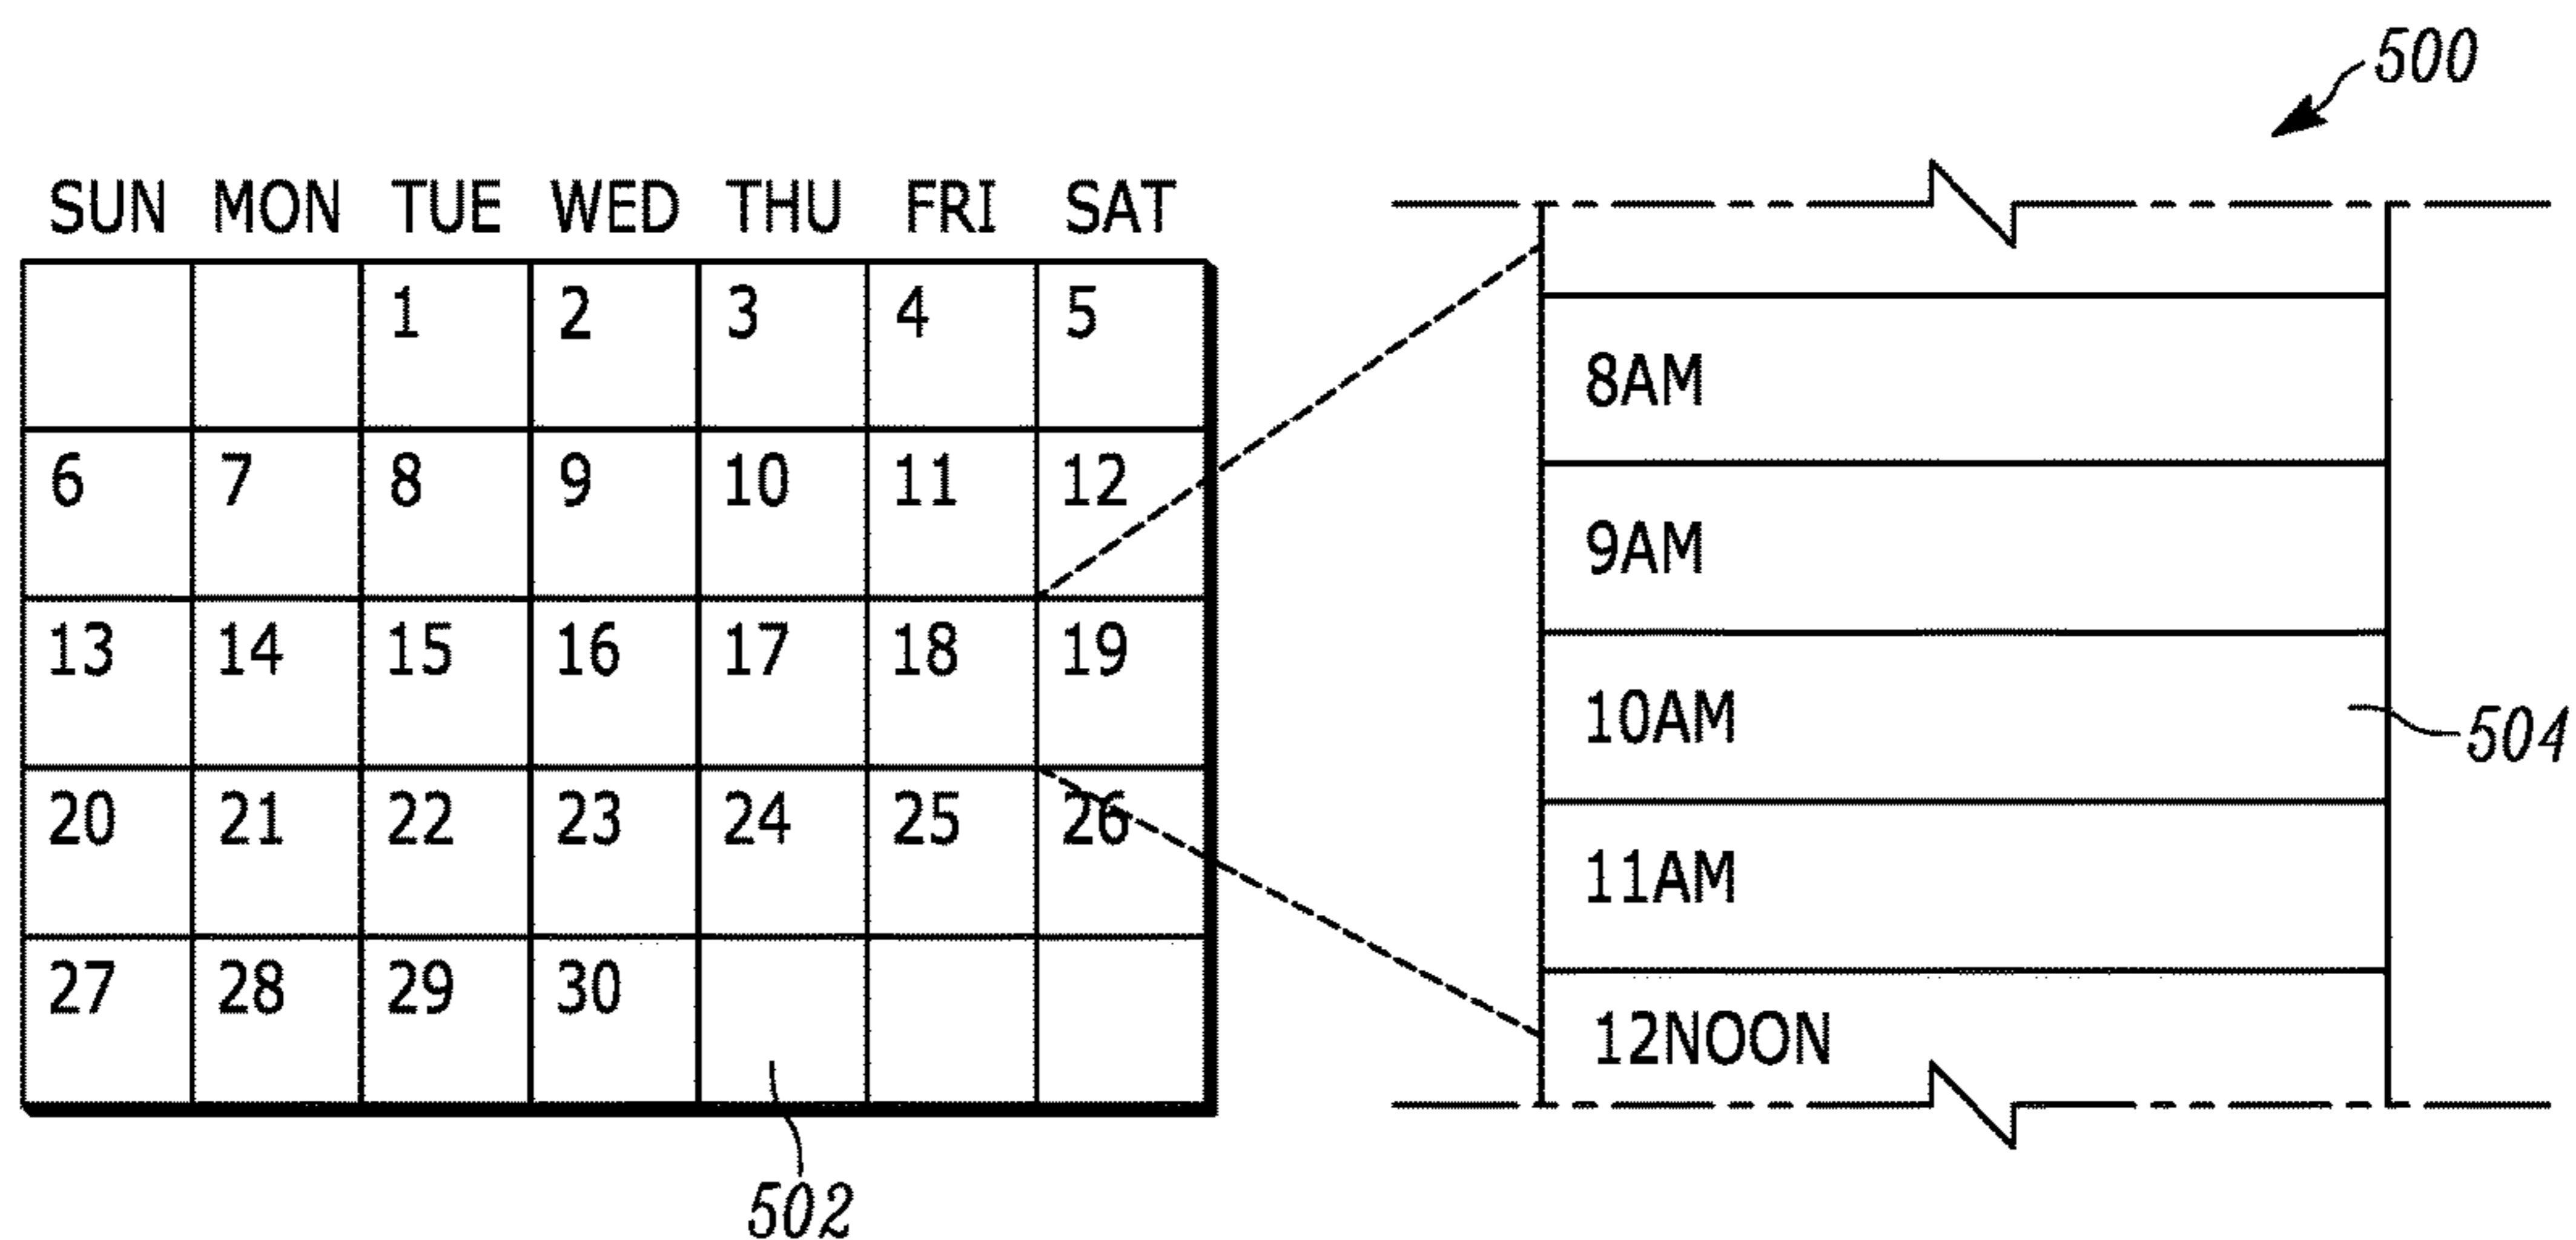 500
SUN MON TUE WED THU FRI SAT
1 2 3 4 5
6 7 8 9 10 11 12
13 14 15 16 17 18 19
20 21 22 23 24 25 26
27 28 29 30
502
8AM
9AM
10AM
504
11AM
12NOON